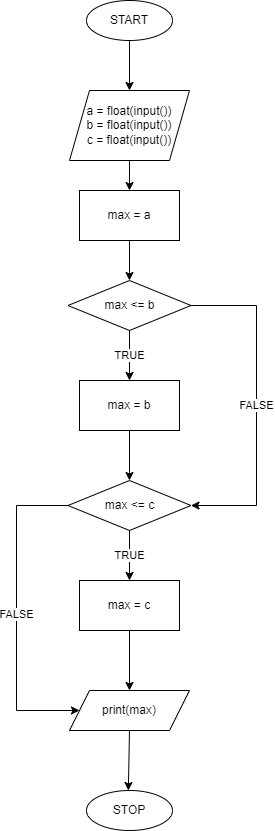 START
a = float(input())
b = float(input())
c = float(input())
max = a
max <= b
TRUE
FALSE
max = b
max <= c
TRUE
FALSE
max = c
print(max)
STOP